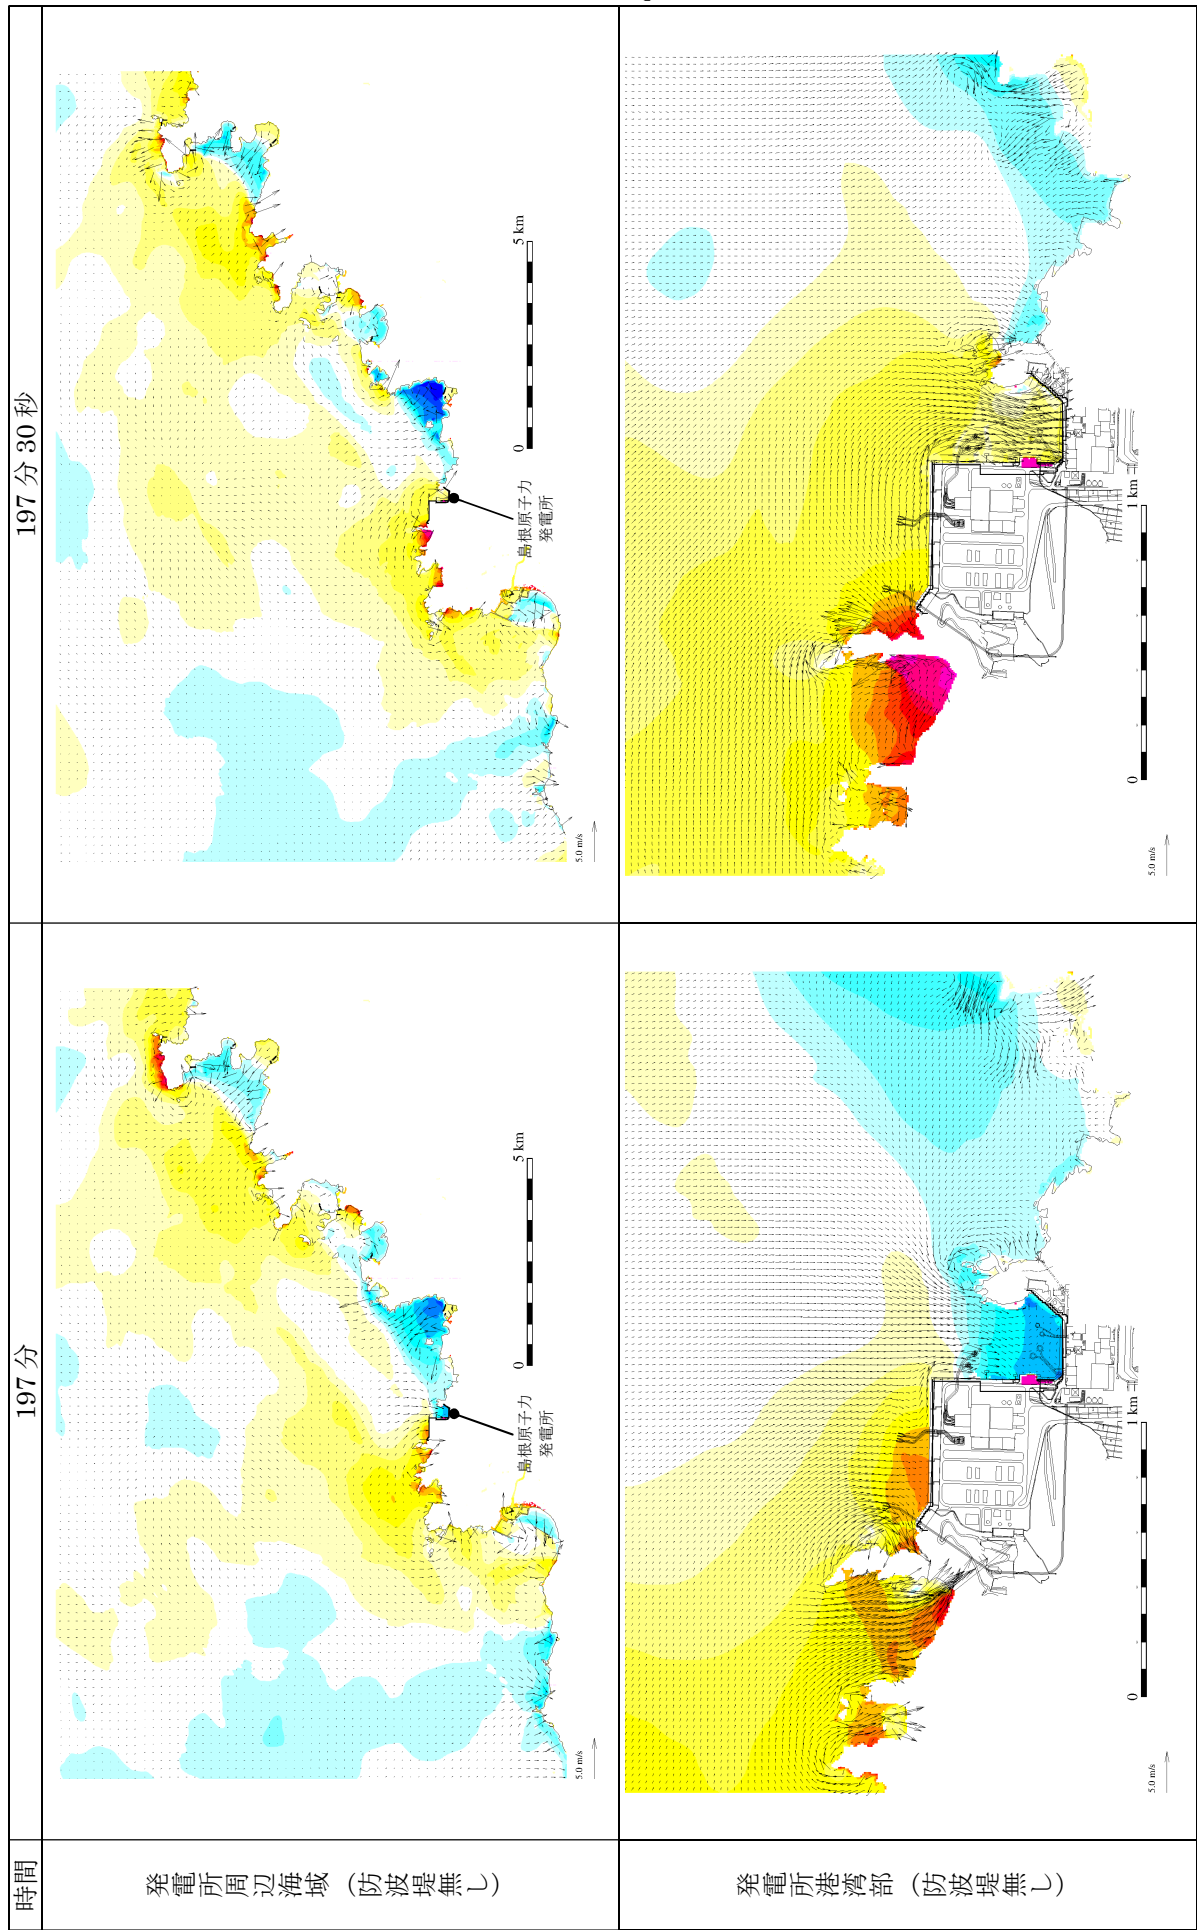 時間
197分
197分30秒
発電所周辺海域（防波堤無し）
島根原子力
発電所
0
5 km
5.0 m/s
島根原子力
発電所
0
5 km
5.0 m/s
発電所港湾部（防波堤無し）
0
1 km
5.0 m/s
0
1 km
5.0 m/s